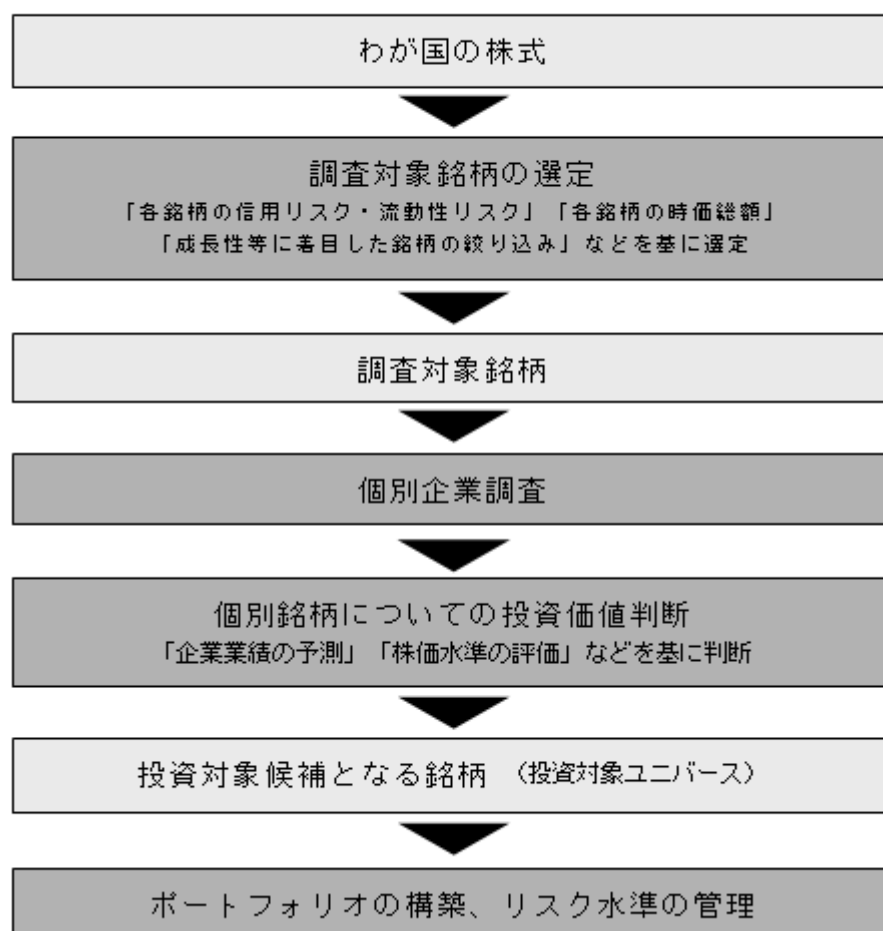 わが国の株式
調査対象銘柄の選定
「各銘柄の信用リスク・流動性リスク」「各銘柄の時価総額」
「成長性等に着目した銘柄の絞り込み」などを基に選定
調査対象銘柄
個別企業調査
個別銘柄についての投資価値判断
「企業業績の予測」「株価水準の評価」などを基に判断
投資対象候補となる銘柄 （投資対象ユニバース）
ポートフォリオの構築、リスク水準の管理